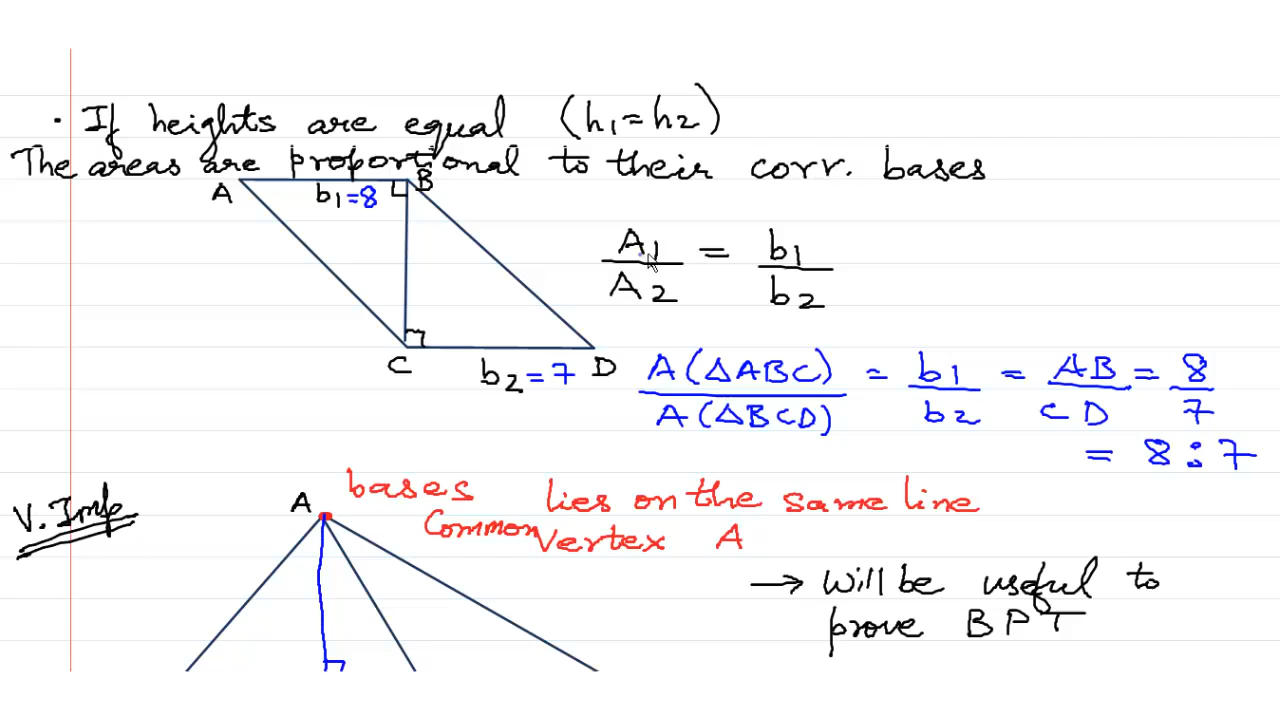 · If heights are equal (h1=h2)
The areas are proportional to their corr. bases
A b1=8 B
A1/A2 = b1/b2
C b2=7 D
A(△ABC)/A(△BCD) = b1/b2 = AB/CD = 8/7
= 8:7
V. Imp
A bases lies on the same line
Common Vertex A
→ Will be useful to
prove BPT